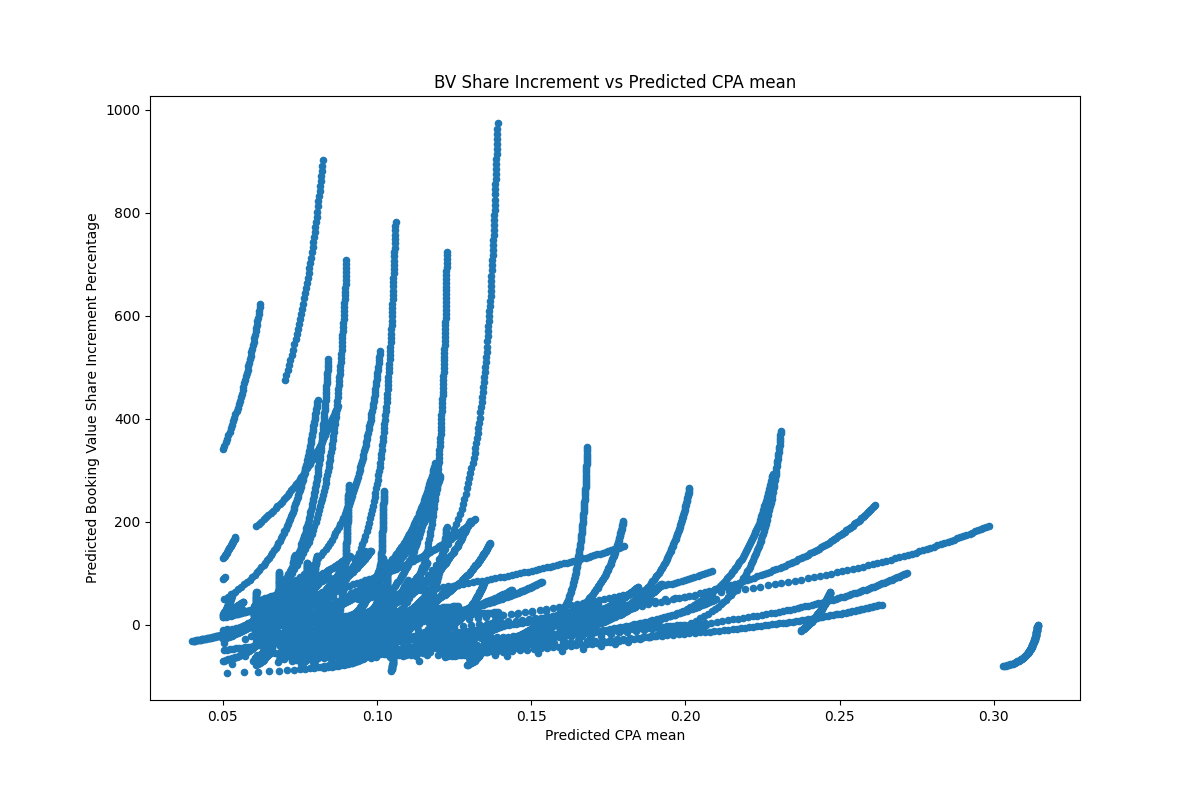 BV Share Increment vs Predicted CPA mean
Predicted Booking Value Share Increment Percentage
1000
800
600
400
200
0
0.05 0.10 0.15 0.20 0.25 0.30
Predicted CPA mean